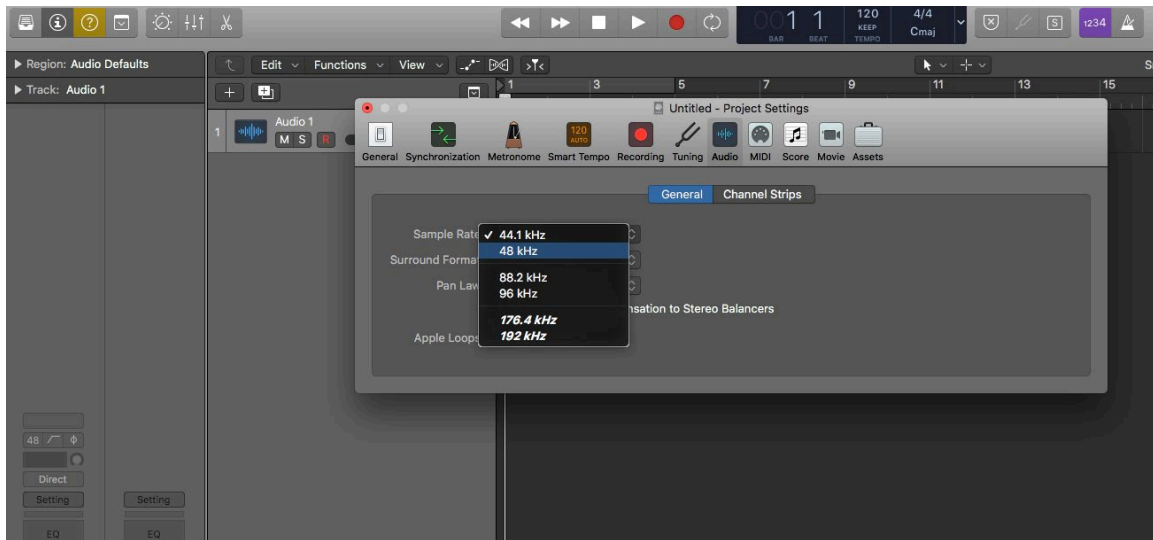 001 1 120 4/4
BAR BEAT KEEP TEMPO Cmaj
S 1234
Region: Audio Defaults
Edit Functions View
S
Track: Audio 1
1 3 5 7 9 11 13 15
1 Audio 1
M S R
Untitled - Project Settings
120
AUTO
General Synchronization Metronome Smart Tempo Recording Tuning Audio MIDI Score Movie Assets
General Channel Strips
Sample Rate ✓ 44.1 kHz
48 kHz
Surround Forma
88.2 kHz
Pan Law
96 kHz
nsation to Stereo Balancers
176.4 kHz
Apple Loops 192 kHz
48
Direct
Setting Setting
EQ EQ